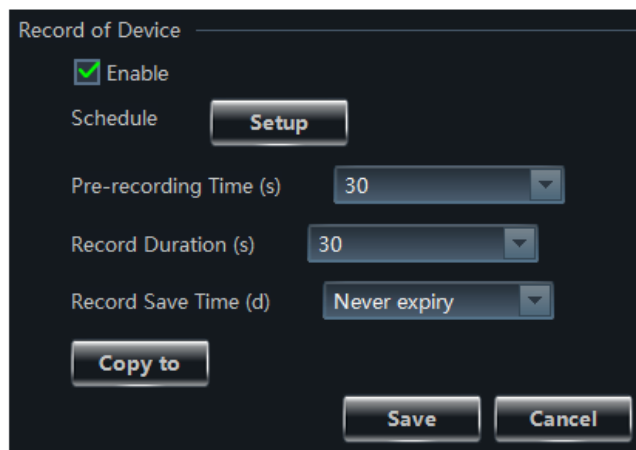 Record of Device
Enable
Schedule Setup
Pre-recording Time (s) 30
Record Duration (s) 30
Record Save Time (d) Never expiry
Copy to
Save Cancel